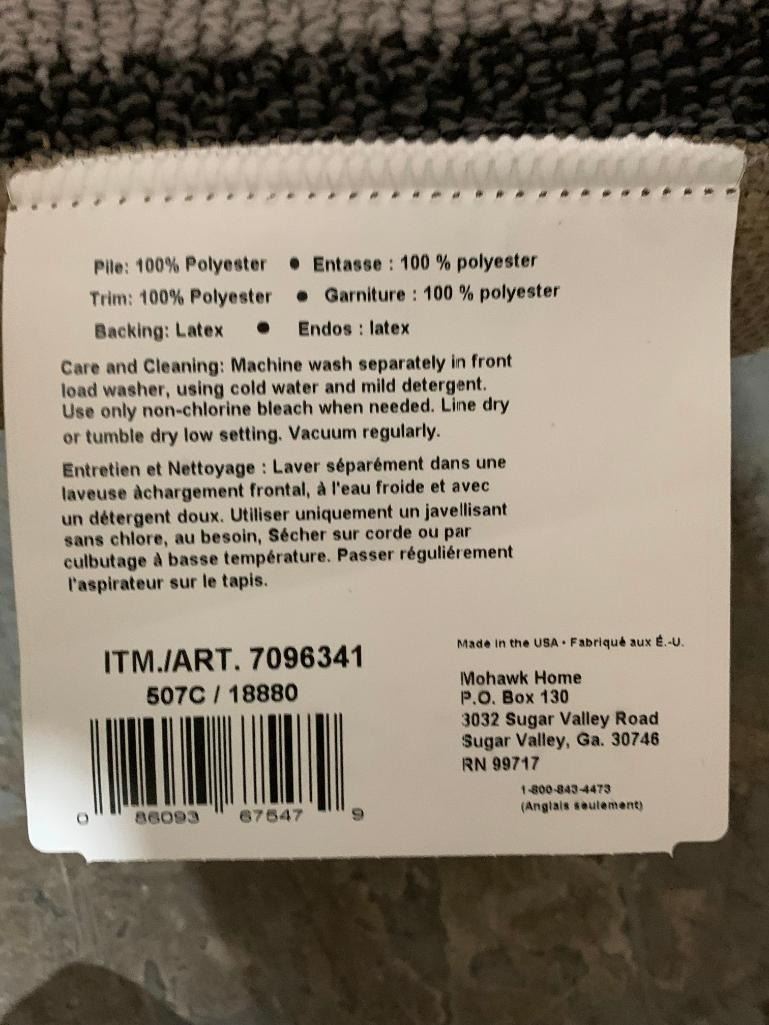 Pile: 100% Polyester • Entasse : 100 % polyester
Trim: 100% Polyester • Garniture : 100 % polyester
Backing: Latex • Endos : latex
Care and Cleaning: Machine wash separately in front
load washer, using cold water and mild detergent.
Use only non-chlorine bleach when needed. Line dry
or tumble dry low setting. Vacuum regularly.
Entretien et Nettoyage : Laver séparément dans une
laveuse àchargement frontal, à l'eau froide et avec
un détergent doux. Utiliser uniquement un javellisant
sans chlore, au besoin, Sécher sur corde ou par
culbutage à basse température. Passer réguliérement
l'aspirateur sur le tapis.
ITM./ART. 7096341
507C / 18880
0 86093 67547 9
Made in the USA • Fabriqué aux É.-U.
Mohawk Home
P.O. Box 130
3032 Sugar Valley Road
Sugar Valley, Ga. 30746
RN 99717
1-800-843-4473
(Anglais seulement)